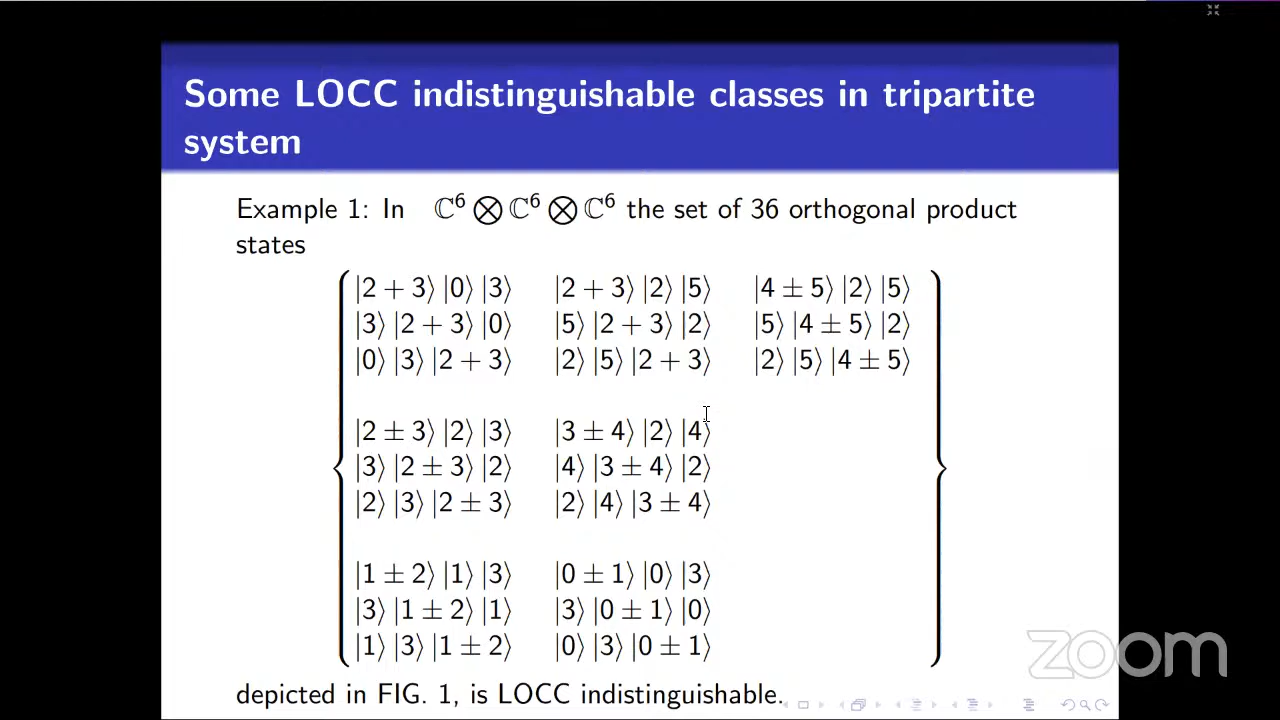 Some LOCC indistinguishable classes in tripartite
system
Example 1: In ℂ⁶ ⊗ ℂ⁶ ⊗ ℂ⁶ the set of 36 orthogonal product
states
|2 + 3⟩ |0⟩ |3⟩ |2 + 3⟩ |2⟩ |5⟩ |4 ± 5⟩ |2⟩ |5⟩
|3⟩ |2 + 3⟩ |0⟩ |5⟩ |2 + 3⟩ |2⟩ |5⟩ |4 ± 5⟩ |2⟩
|0⟩ |3⟩ |2 + 3⟩ |2⟩ |5⟩ |2 + 3⟩ |2⟩ |5⟩ |4 ± 5⟩
|2 ± 3⟩ |2⟩ |3⟩ |3 ± 4⟩ |2⟩ |4⟩
|3⟩ |2 ± 3⟩ |2⟩ |4⟩ |3 ± 4⟩ |2⟩
|2⟩ |3⟩ |2 ± 3⟩ |2⟩ |4⟩ |3 ± 4⟩
|1 ± 2⟩ |1⟩ |3⟩ |0 ± 1⟩ |0⟩ |3⟩
|3⟩ |1 ± 2⟩ |1⟩ |3⟩ |0 ± 1⟩ |0⟩
|1⟩ |3⟩ |1 ± 2⟩ |0⟩ |3⟩ |0 ± 1⟩
depicted in FIG. 1, is LOCC indistinguishable.
zoom